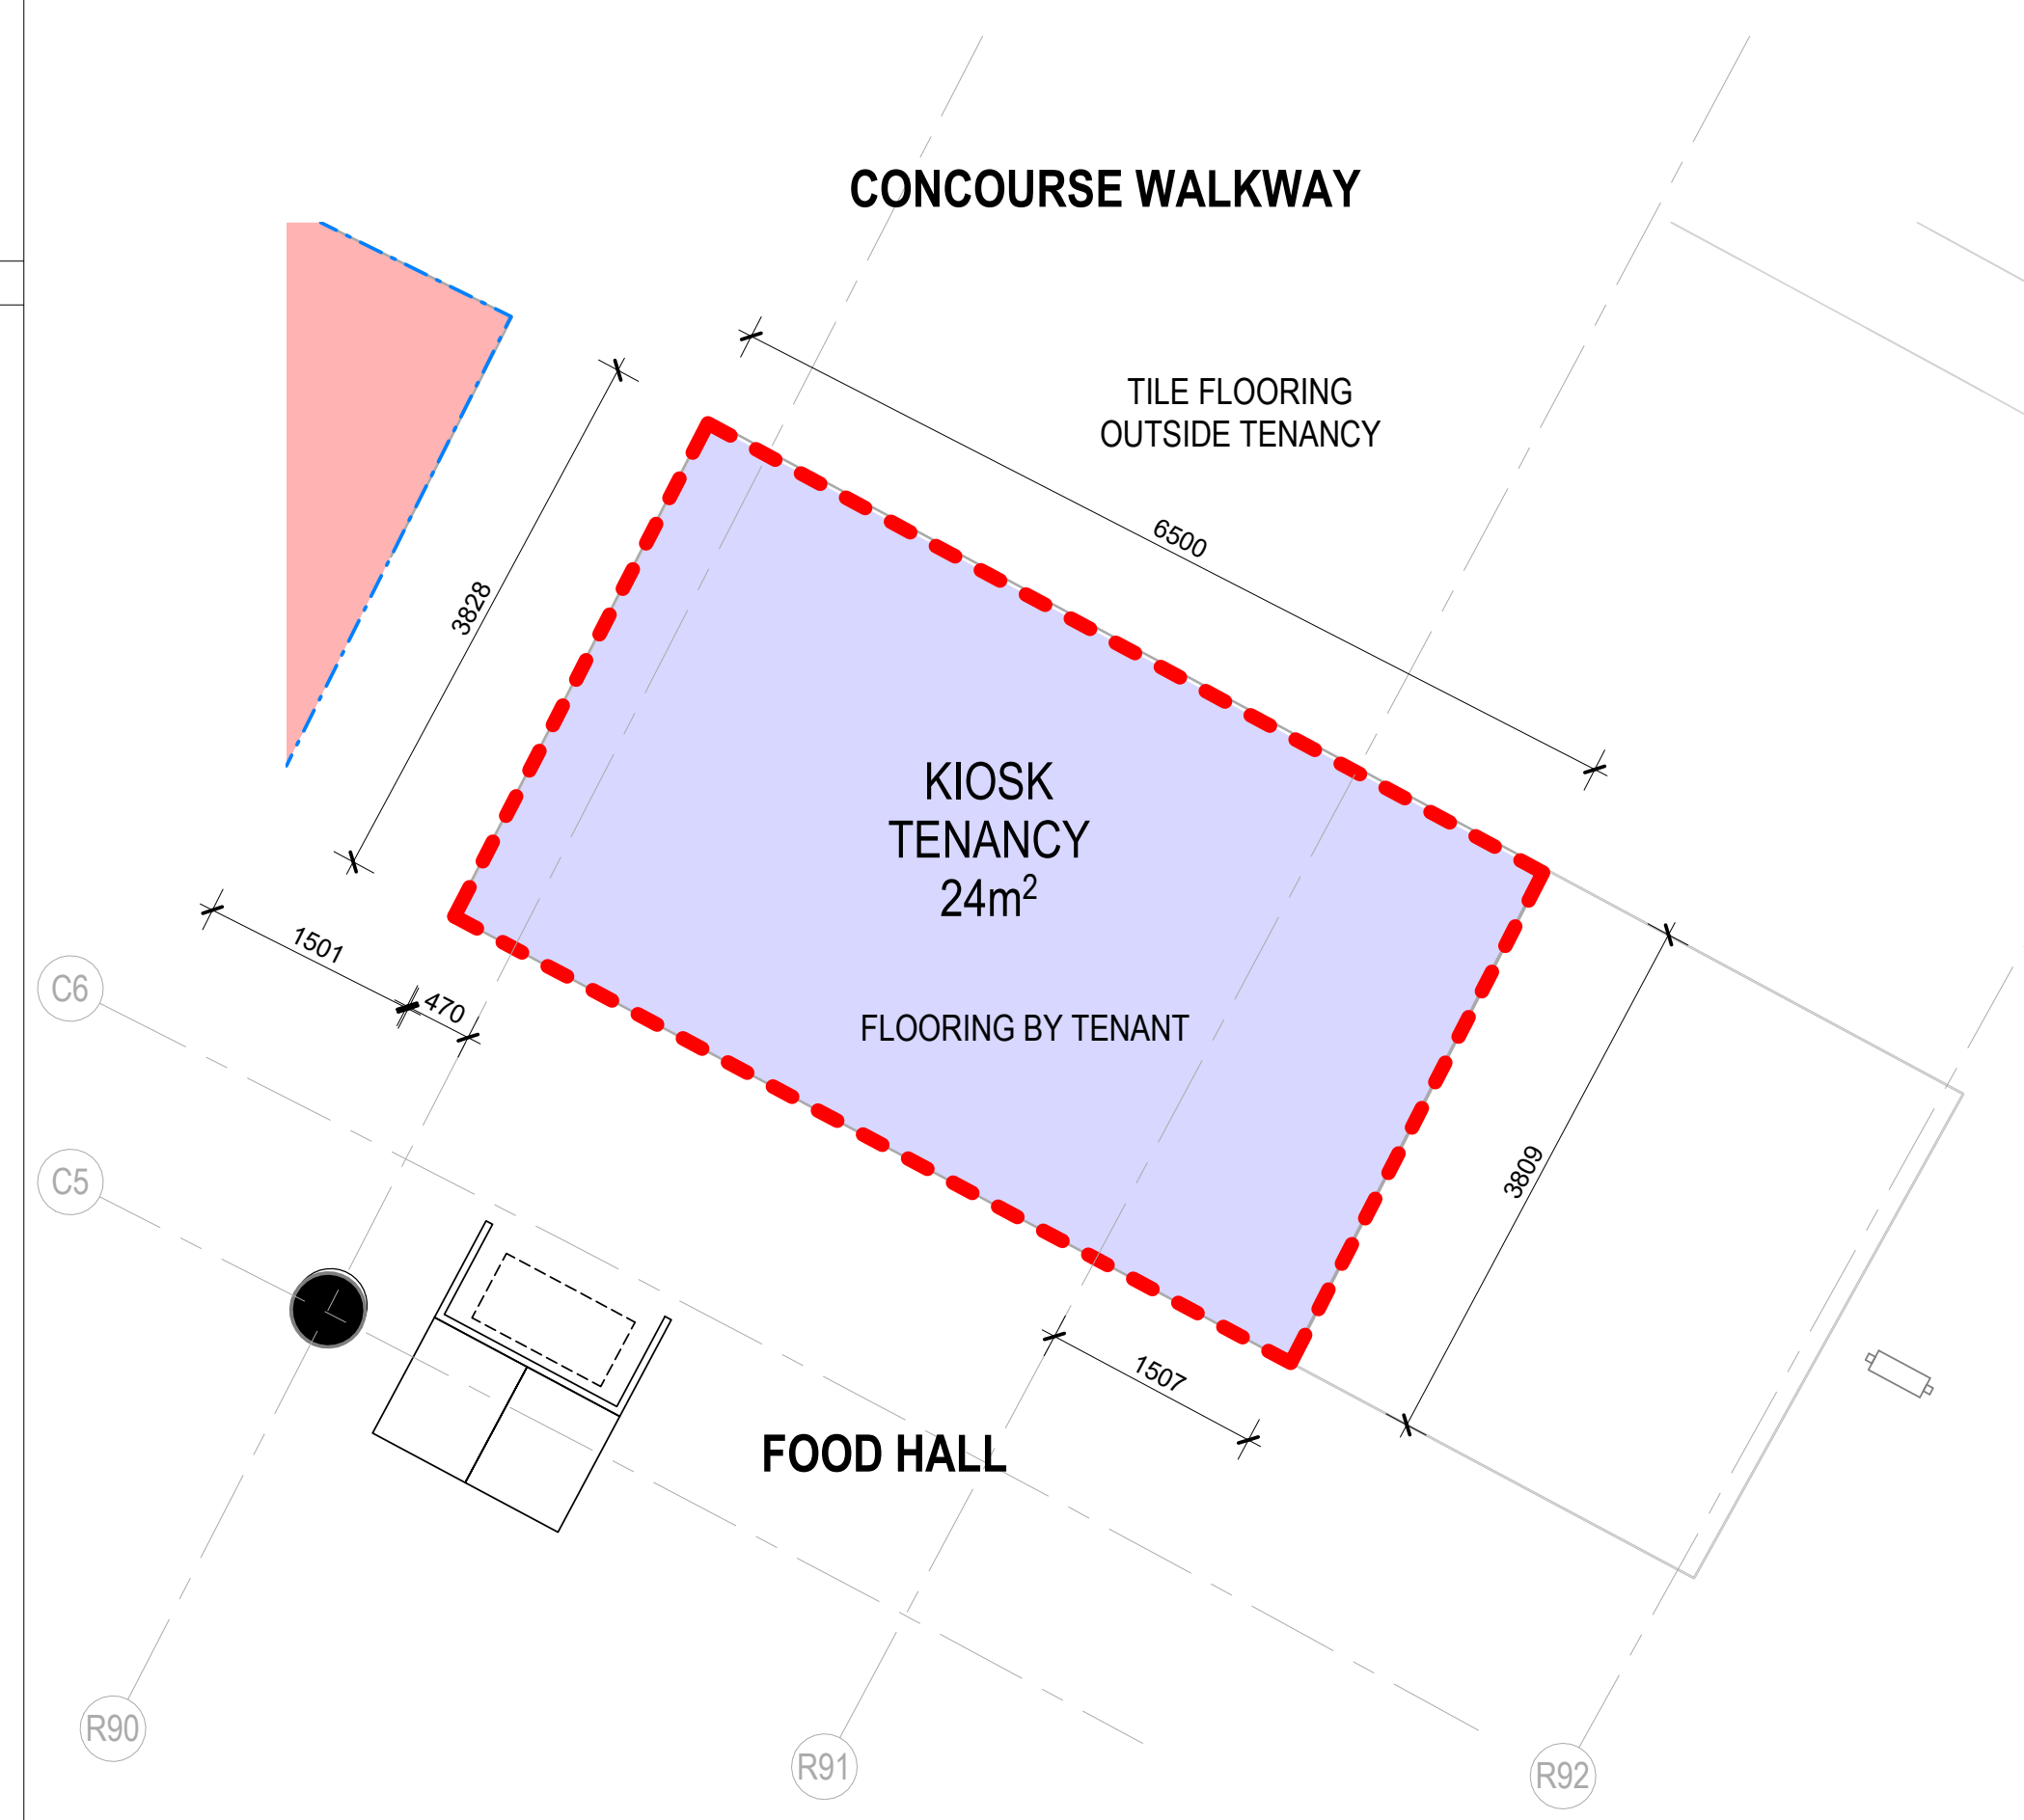 CONCOURSE WALKWAY
TILE FLOORING
OUTSIDE TENANCY
6500
3828
KIOSK
TENANCY
24m²
1501
470
C6
FLOORING BY TENANT
C5
3809
1507
FOOD HALL
R90
R91
R92